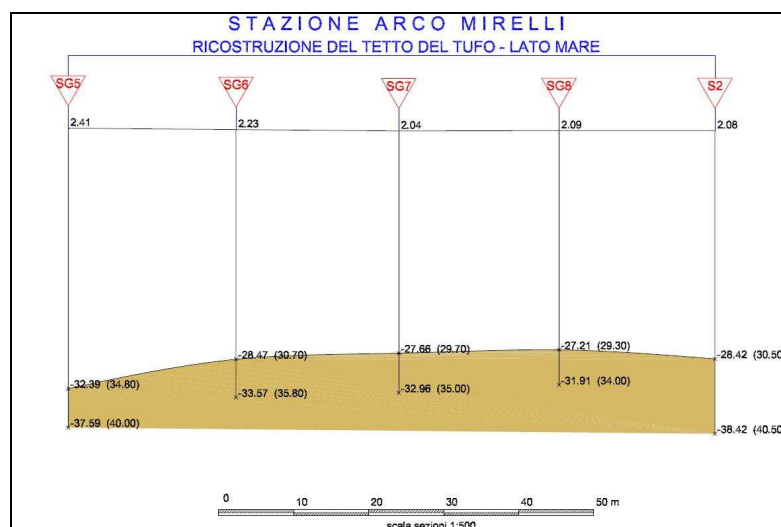 STAZIONE ARCO MIRELLI
RICOSTRUZIONE DEL TETTO DEL TUFO - LATO MARE
SG5 SG6 SG7 SG8 S2
2.41 2.23 2.04 2.09 2.08
-28.47 (30.70) -27.66 (29.70) -27.21 (29.30) -28.42 (30.50
-32.39 (34.80) -33.57 (35.80) -32.96 (35.00) -31.91 (34.00)
-37.59 (40.00) -38.42 (40.50
0 10 20 30 40 50 m
scala sezioni 1:500